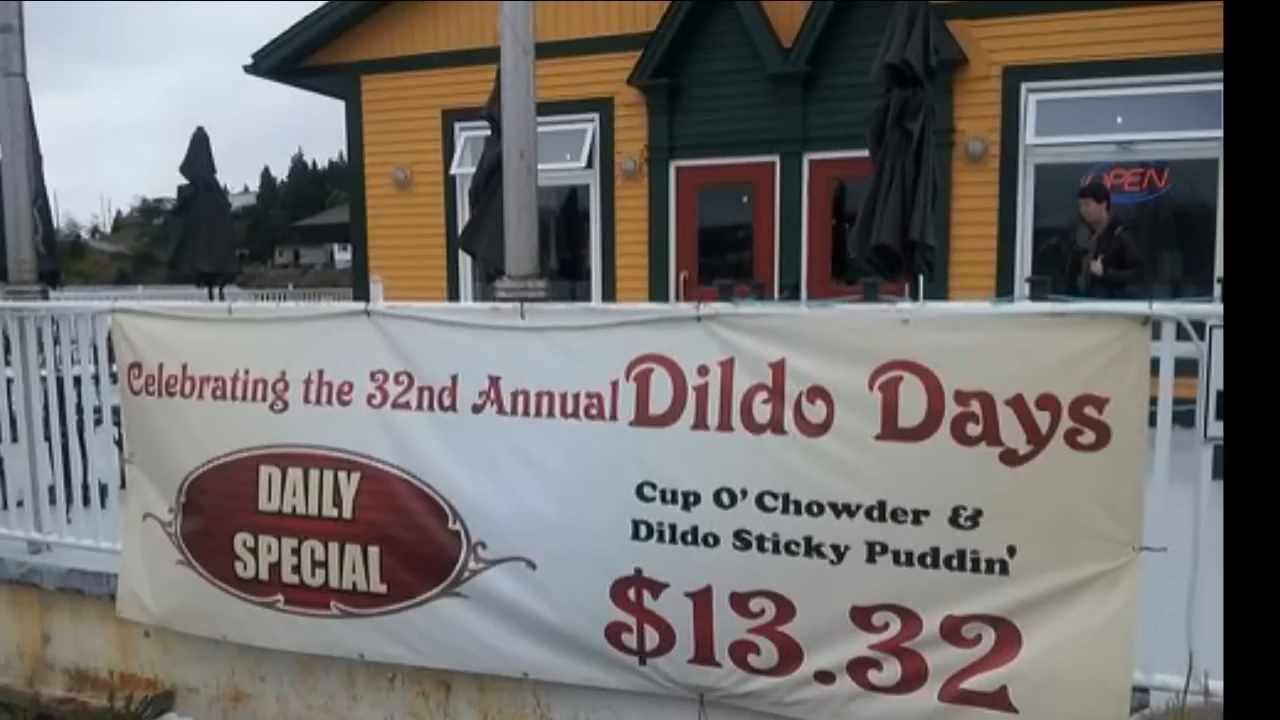 OPEN
Celebrating the 32nd Annual Dildo Days
DAILY
SPECIAL
Cup O' Chowder &
Dildo Sticky Puddin'
$13.32